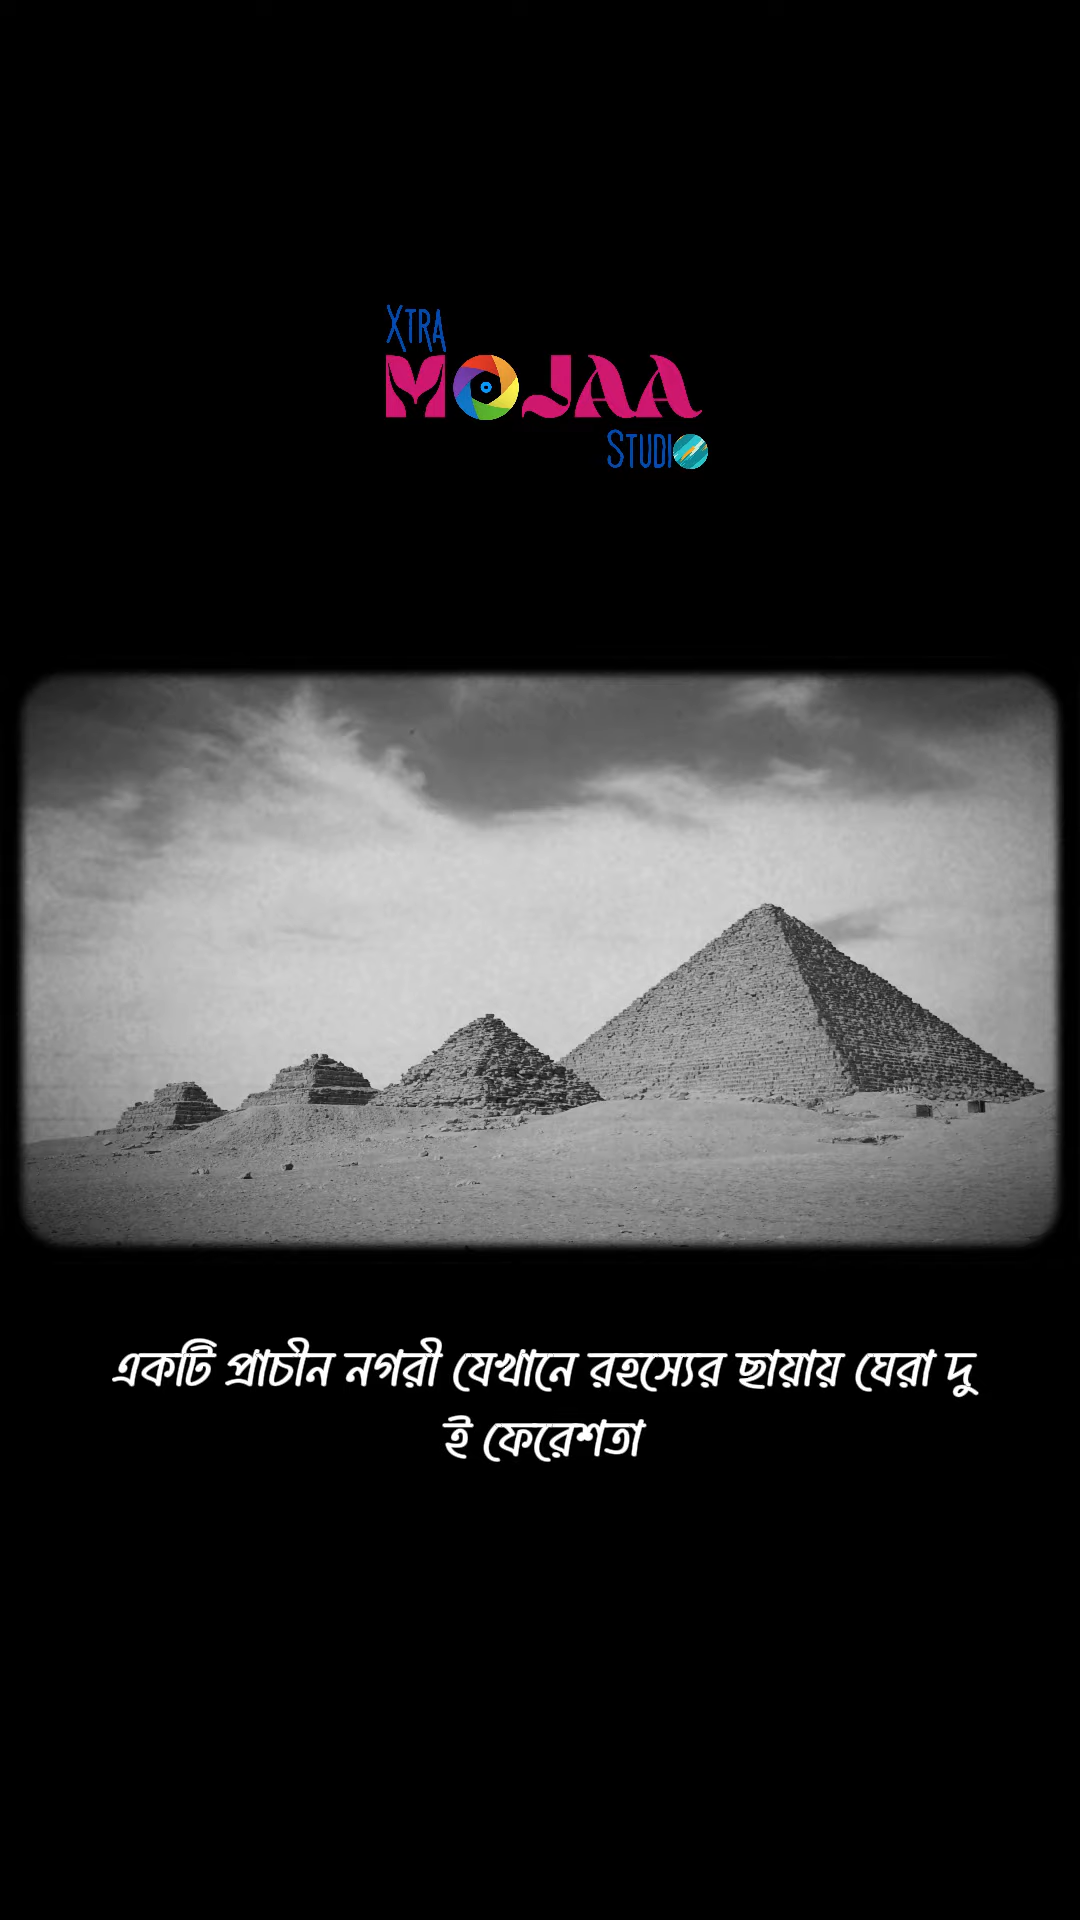 XTRA
MOJAA
STUDIO
একটি প্রাচীন নগরী যেখানে রহস্যের ছায়ায় ঘেরা দু
ই ফেরেশতা